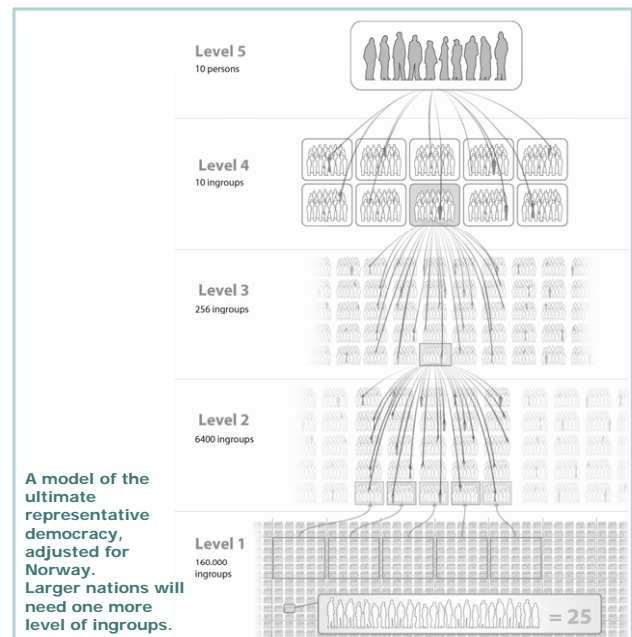 Level 5
10 persons
Level 4
10 ingroups
Level 3
256 ingroups
Level 2
6400 ingroups
A model of the
ultimate
representative
democracy,
adjusted for
Norway.
Larger nations will
need one more
level of ingroups.
Level 1
160.000
ingroups
= 25